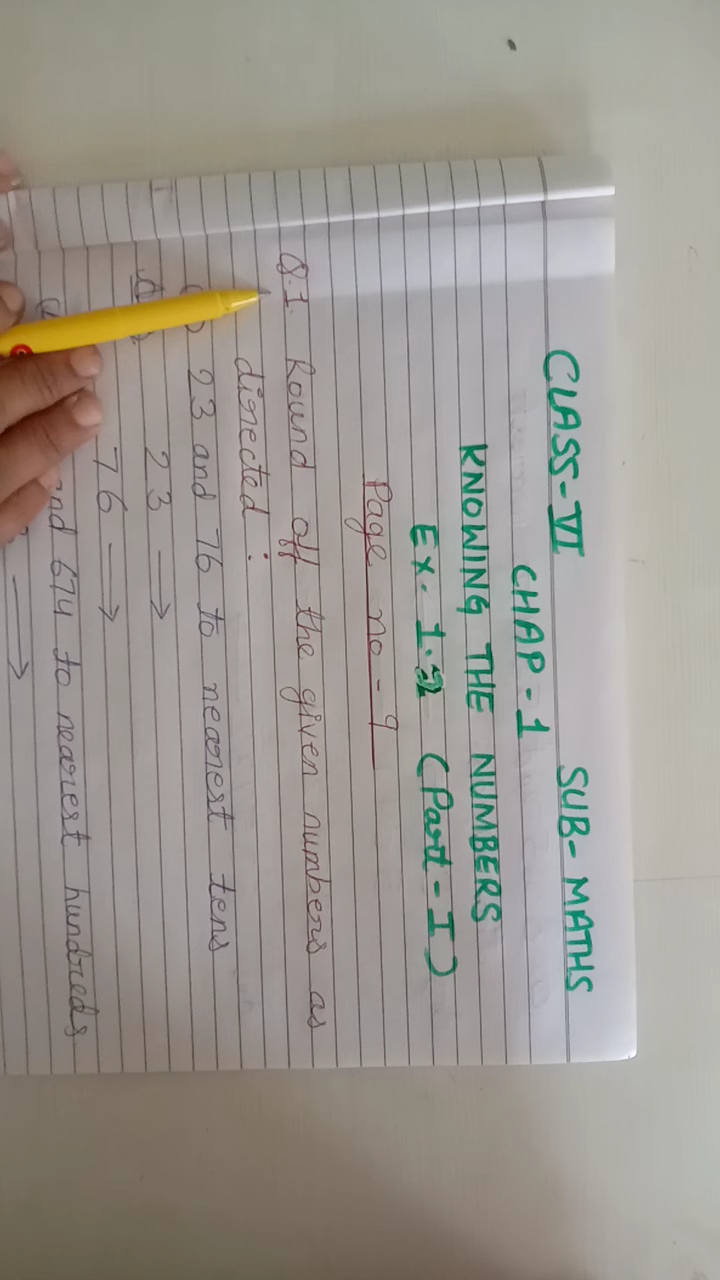 CLASS-VI SUB-MATHS
CHAP-1
KNOWING THE NUMBERS
Ex. 1.2 (Part-I)
Page no-9
Q.1. Round off the given numbers as
directed :
23 and 76 to nearest tens
23 →
76 ⟹
and 674 to nearest hundreds
⟹